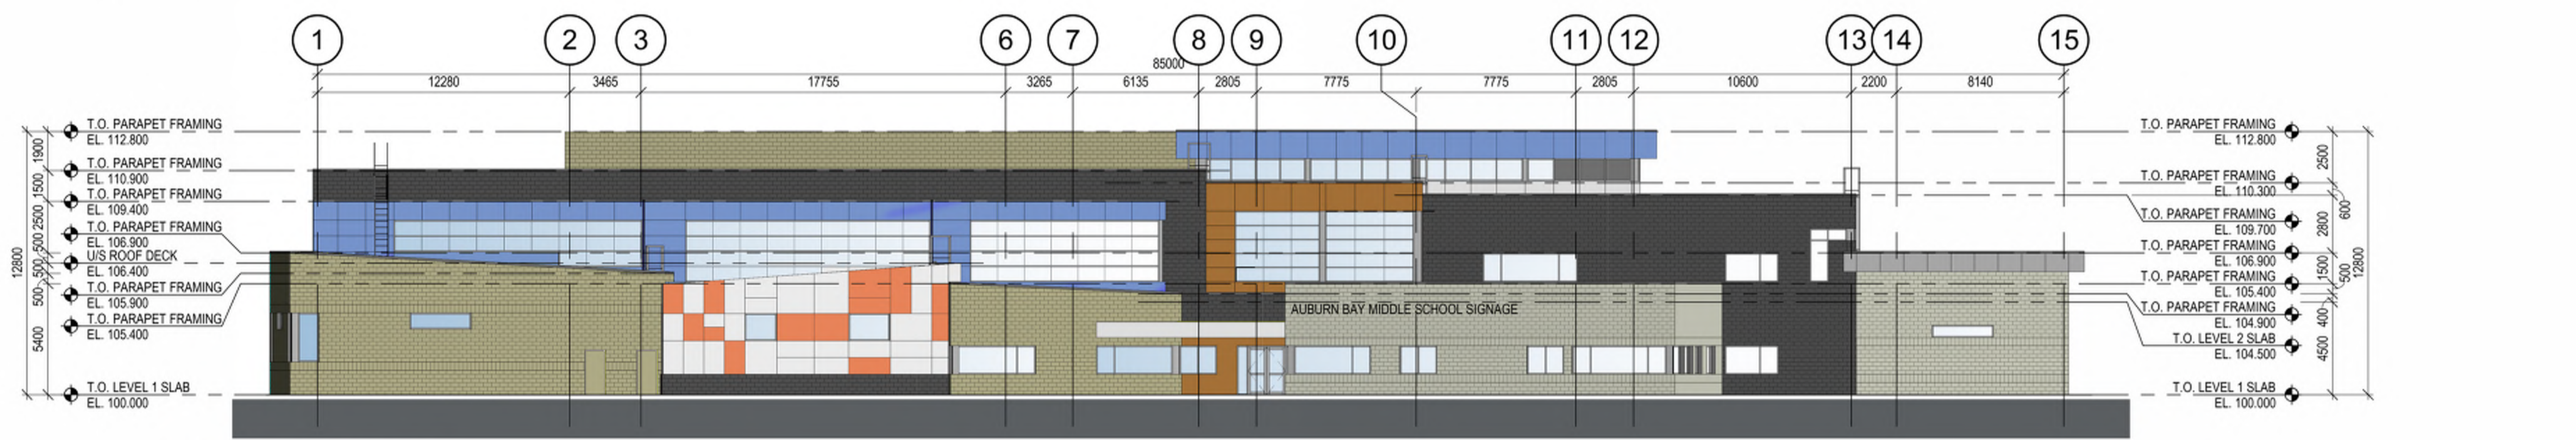 1 2 3 6 7 8 9 10 11 12 13 14 15
85000
12280 3465 17755 3265 6135 2805 7775 7775 2805 10600 2200 8140
T.O. PARAPET FRAMING
EL. 112.800
T.O. PARAPET FRAMING
EL. 110.900
T.O. PARAPET FRAMING
EL. 109.400
T.O. PARAPET FRAMING
EL. 106.900
U/S ROOF DECK
EL. 106.400
T.O. PARAPET FRAMING
EL. 105.900
T.O. PARAPET FRAMING
EL. 105.400
T.O. LEVEL 1 SLAB
EL. 100.000
12800
1900
1500
2500
500
500
500
5400
AUBURN BAY MIDDLE SCHOOL SIGNAGE
T.O. PARAPET FRAMING
EL. 112.800
T.O. PARAPET FRAMING
EL. 110.300
T.O. PARAPET FRAMING
EL. 109.700
T.O. PARAPET FRAMING
EL. 106.900
T.O. PARAPET FRAMING
EL. 105.400
T.O. PARAPET FRAMING
EL. 104.900
T.O. LEVEL 2 SLAB
EL. 104.500
T.O. LEVEL 1 SLAB
EL. 100.000
2500
600
2800
1500
500
400
4500
12800